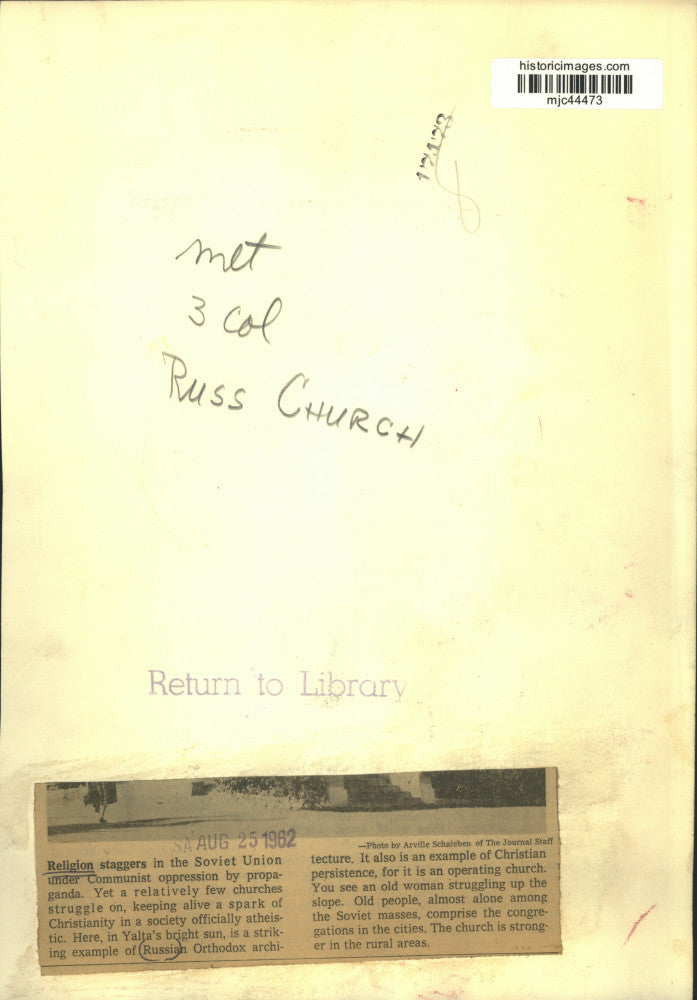 historicimages.com
mjc44473
met
3 col
RUSS CHURCH
Return to Library
SA AUG 25 1962
—Photo by Arville Schaleben of The Journal Staff
Religion staggers in the Soviet Union
under Communist oppression by propa-
ganda. Yet a relatively few churches
struggle on, keeping alive a spark of
Christianity in a society officially atheis-
tic. Here, in Yalta's bright sun, is a strik-
ing example of Russian Orthodox archi-
tecture. It also is an example of Christian
persistence, for it is an operating church.
You see an old woman struggling up the
slope. Old people, almost alone among
the Soviet masses, comprise the congre-
gations in the cities. The church is strong-
er in the rural areas.